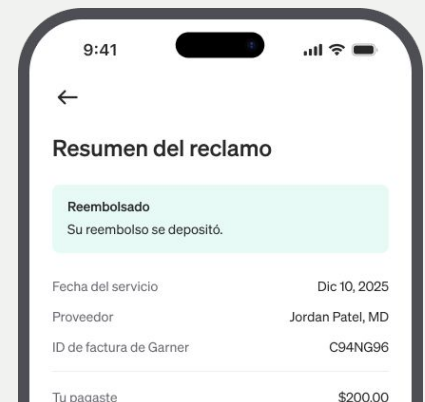 9:41
Resumen del reclamo
Reembolsado
Su reembolso se depositó.
Fecha del servicio Dic 10, 2025
Proveedor Jordan Patel, MD
ID de factura de Garner C94NG96
Tu pagaste $200.00